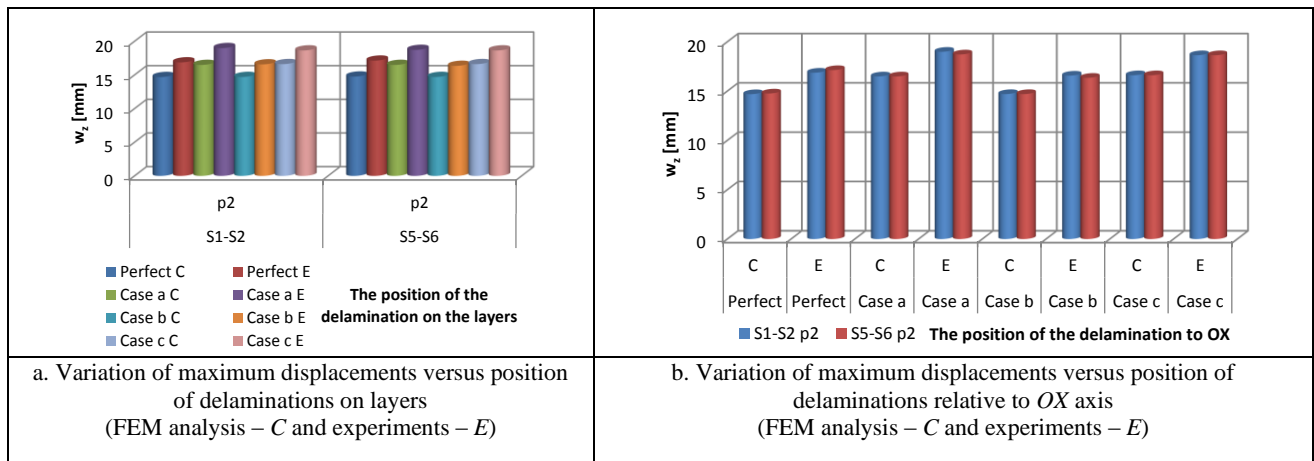 20
15
10
5
0
w_z [mm]
p2
p2
S1-S2
S5-S6
Perfect C
Perfect E
Case a C
Case a E
Case b C
Case b E
Case c C
Case c E
The position of the
delamination on the layers
a. Variation of maximum displacements versus position
of delaminations on layers
(FEM analysis – C and experiments – E)
20
15
10
5
0
w_z [mm]
C E C E C E C E
Perfect Perfect Case a Case a Case b Case b Case c Case c
S1-S2 p2 S5-S6 p2 The position of the delamination to OX
b. Variation of maximum displacements versus position of
delaminations relative to OX axis
(FEM analysis – C and experiments – E)